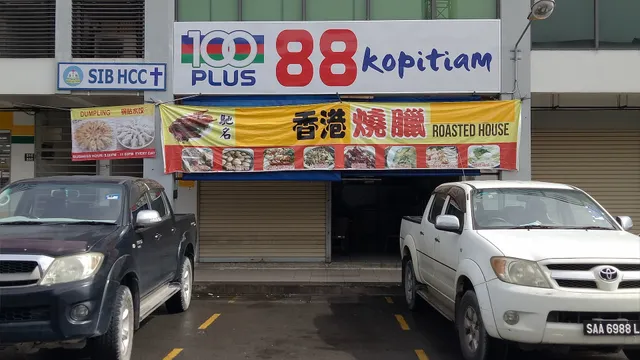 100
PLUS
88 kopitiam
SIB HCC
DUMPLING
馳名
香港燒臘 ROASTED HOUSE
SAA 6988 L